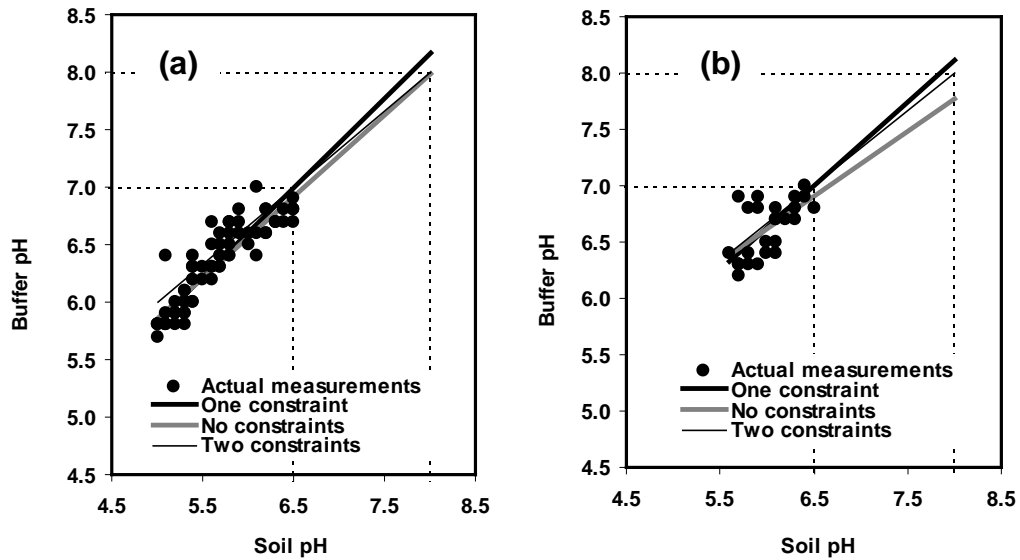 8.5
(a)
8.0
7.5
7.0
6.5
6.0
5.5
5.0
4.5
Buffer pH
Actual measurements
One constraint
No constraints
Two constraints
4.5 5.5 6.5 7.5 8.5
Soil pH
8.5
(b)
8.0
7.5
7.0
6.5
6.0
5.5
5.0
4.5
Buffer pH
Actual measurements
One constraint
No constraints
Two constraints
4.5 5.5 6.5 7.5 8.5
Soil pH